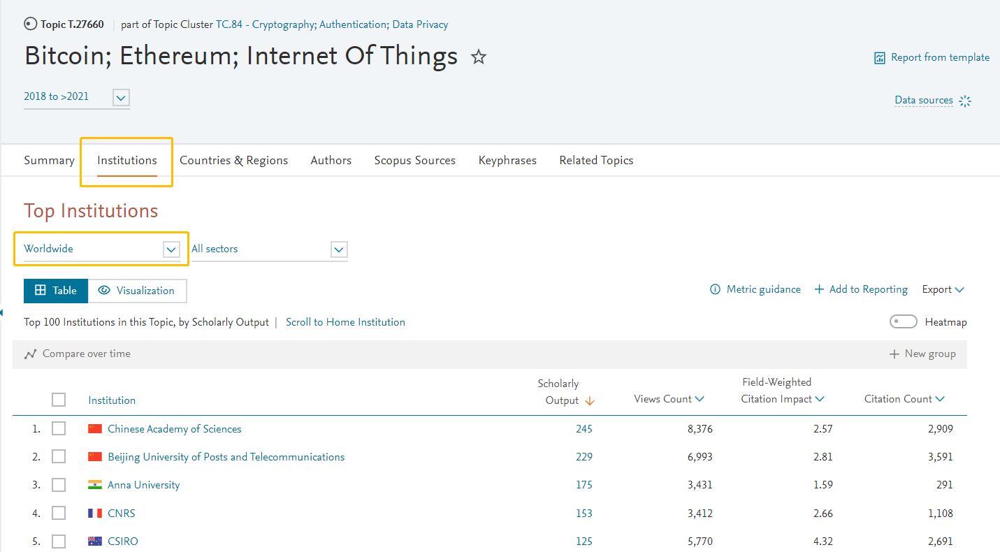 Topic T.27660 | part of Topic Cluster TC.84 - Cryptography; Authentication; Data Privacy
Bitcoin; Ethereum; Internet Of Things
Report from template
2018 to >2021
Data sources
Summary Institutions Countries & Regions Authors Scopus Sources Keyphrases Related Topics
Top Institutions
Worldwide All sectors
Table Visualization Metric guidance + Add to Reporting Export
Top 100 Institutions in this Topic, by Scholarly Output | Scroll to Home Institution Heatmap
Compare over time + New group
Institution Scholarly Output Views Count Field-Weighted Citation Impact Citation Count
1. Chinese Academy of Sciences 245 8,376 2.57 2,909
2. Beijing University of Posts and Telecommunications 229 6,993 2.81 3,591
3. Anna University 175 3,431 1.59 291
4. CNRS 153 3,412 2.66 1,108
5. CSIRO 125 5,770 4.32 2,691